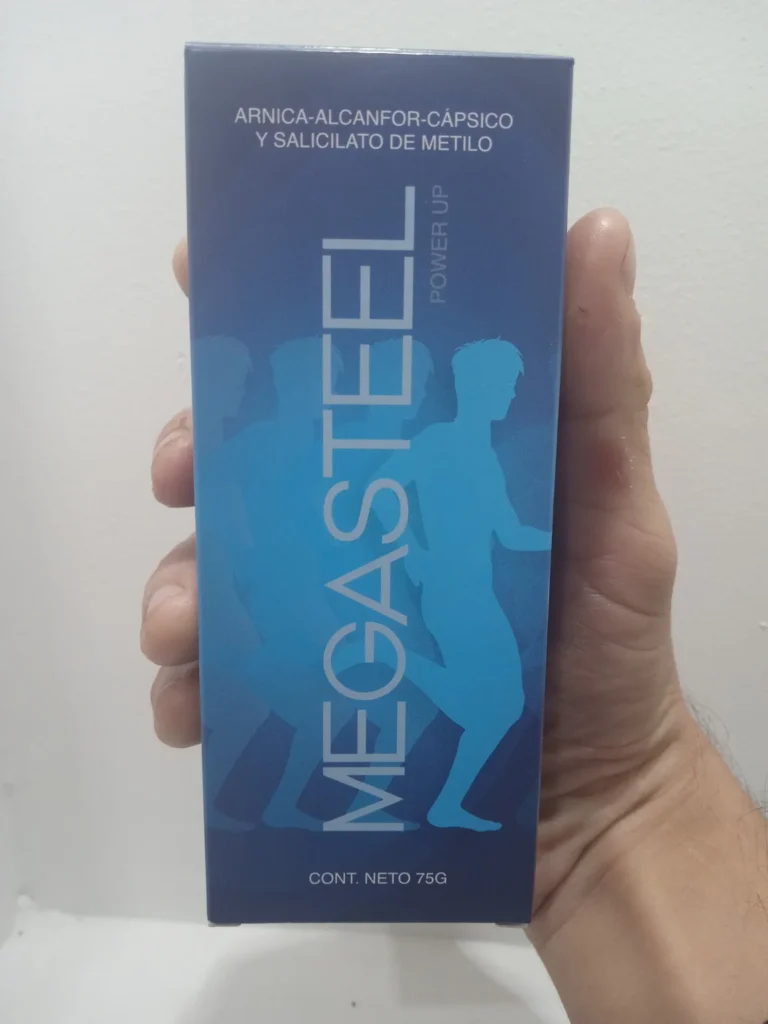 ARNICA-ALCANFOR-CÁPSICO
Y SALICILATO DE METILO
MEGASTEEL
POWER UP
CONT. NETO 75G